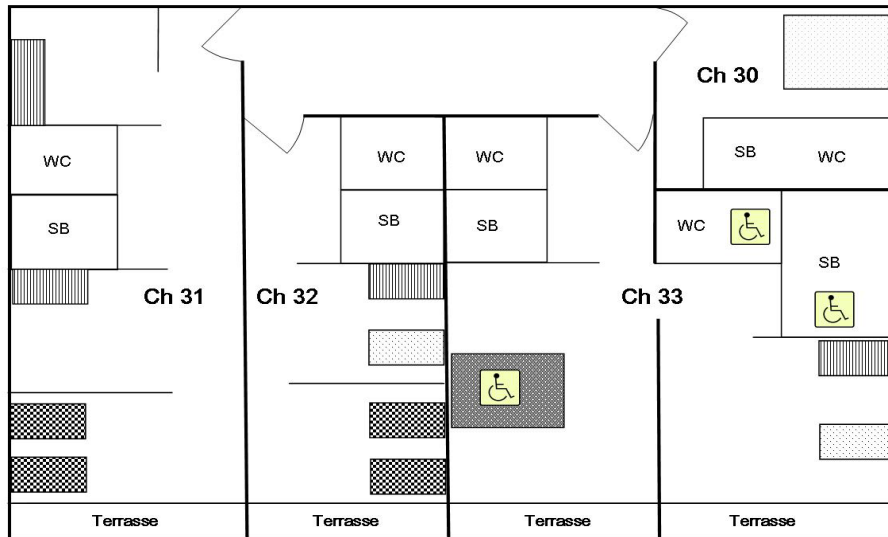 Ch 30
WC
WC
WC
SB
WC
SB
SB
SB
WC
SB
Ch 31
Ch 32
Ch 33
Terrasse
Terrasse
Terrasse
Terrasse